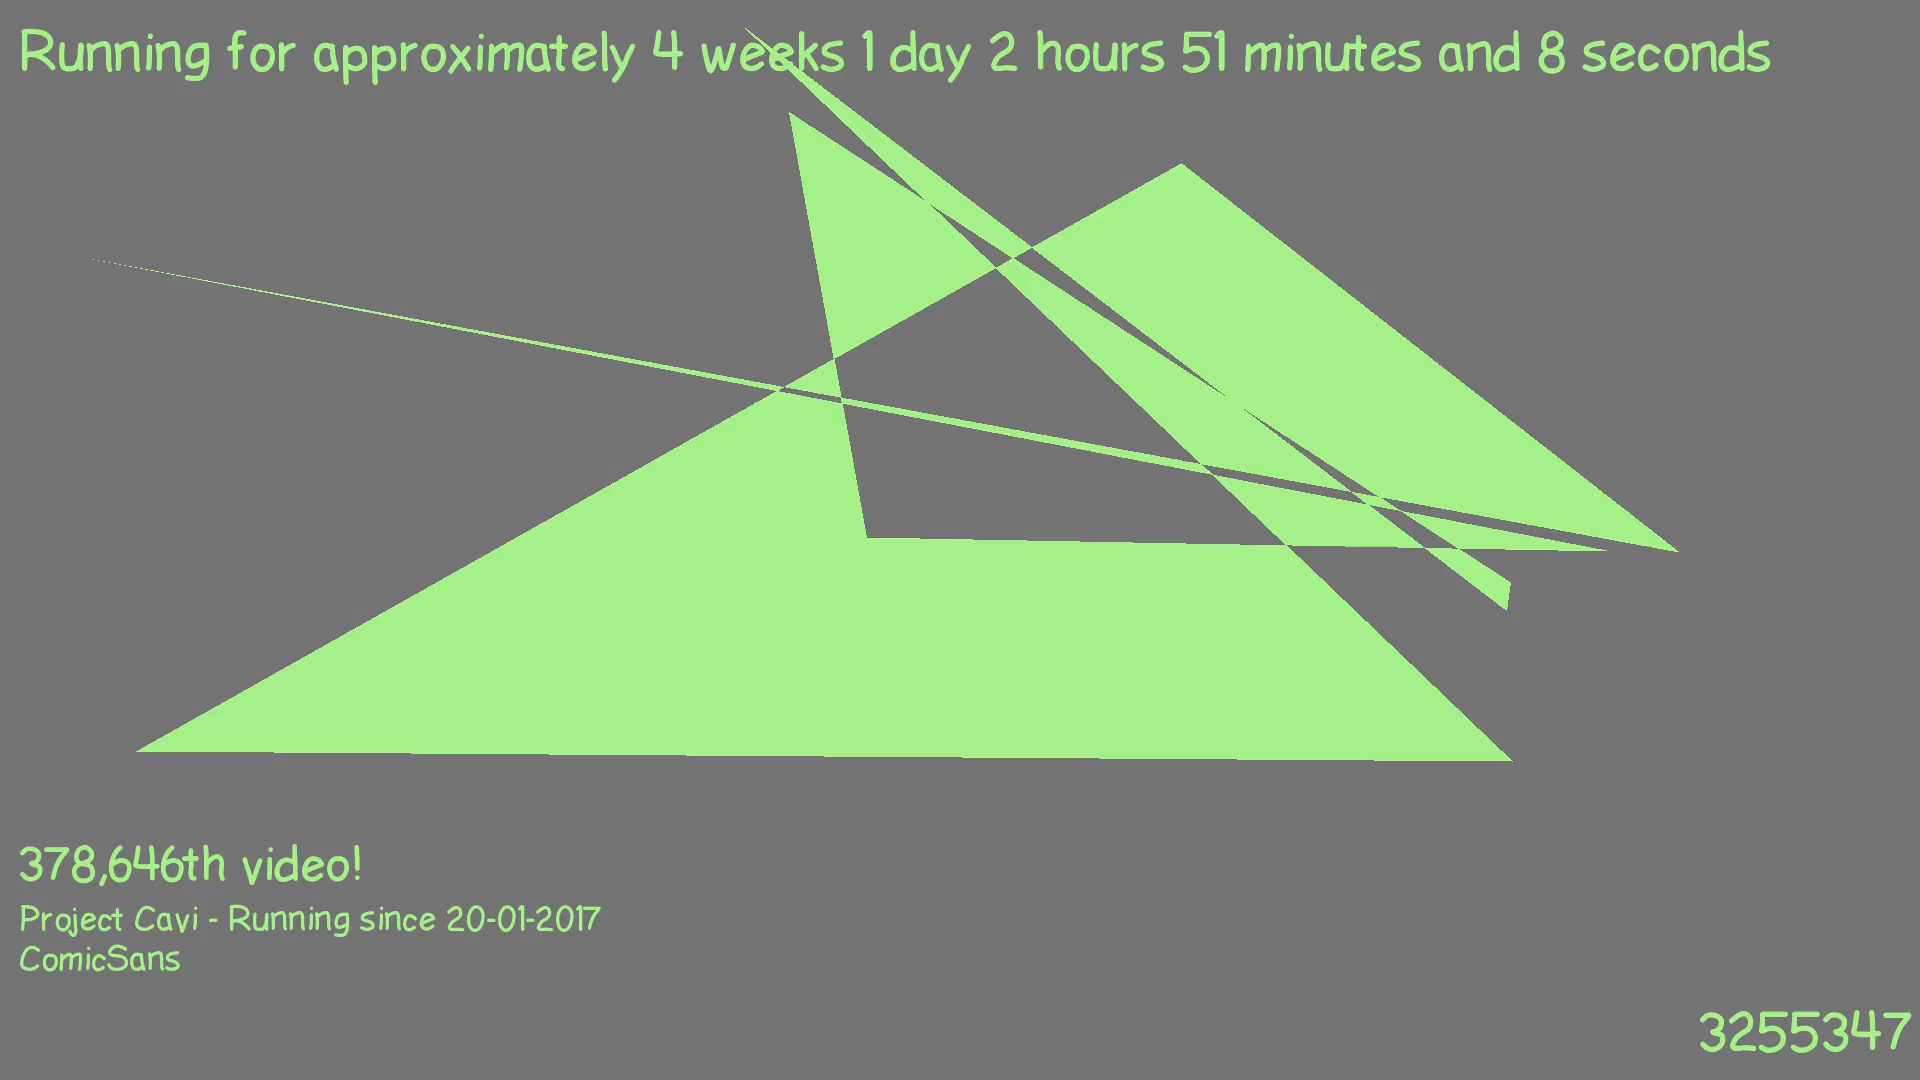 Running for approximately 4 weeks 1 day 2 hours 51 minutes and 8 seconds
378,646th video!
Project Cavi - Running since 20-01-2017
ComicSans
3255347